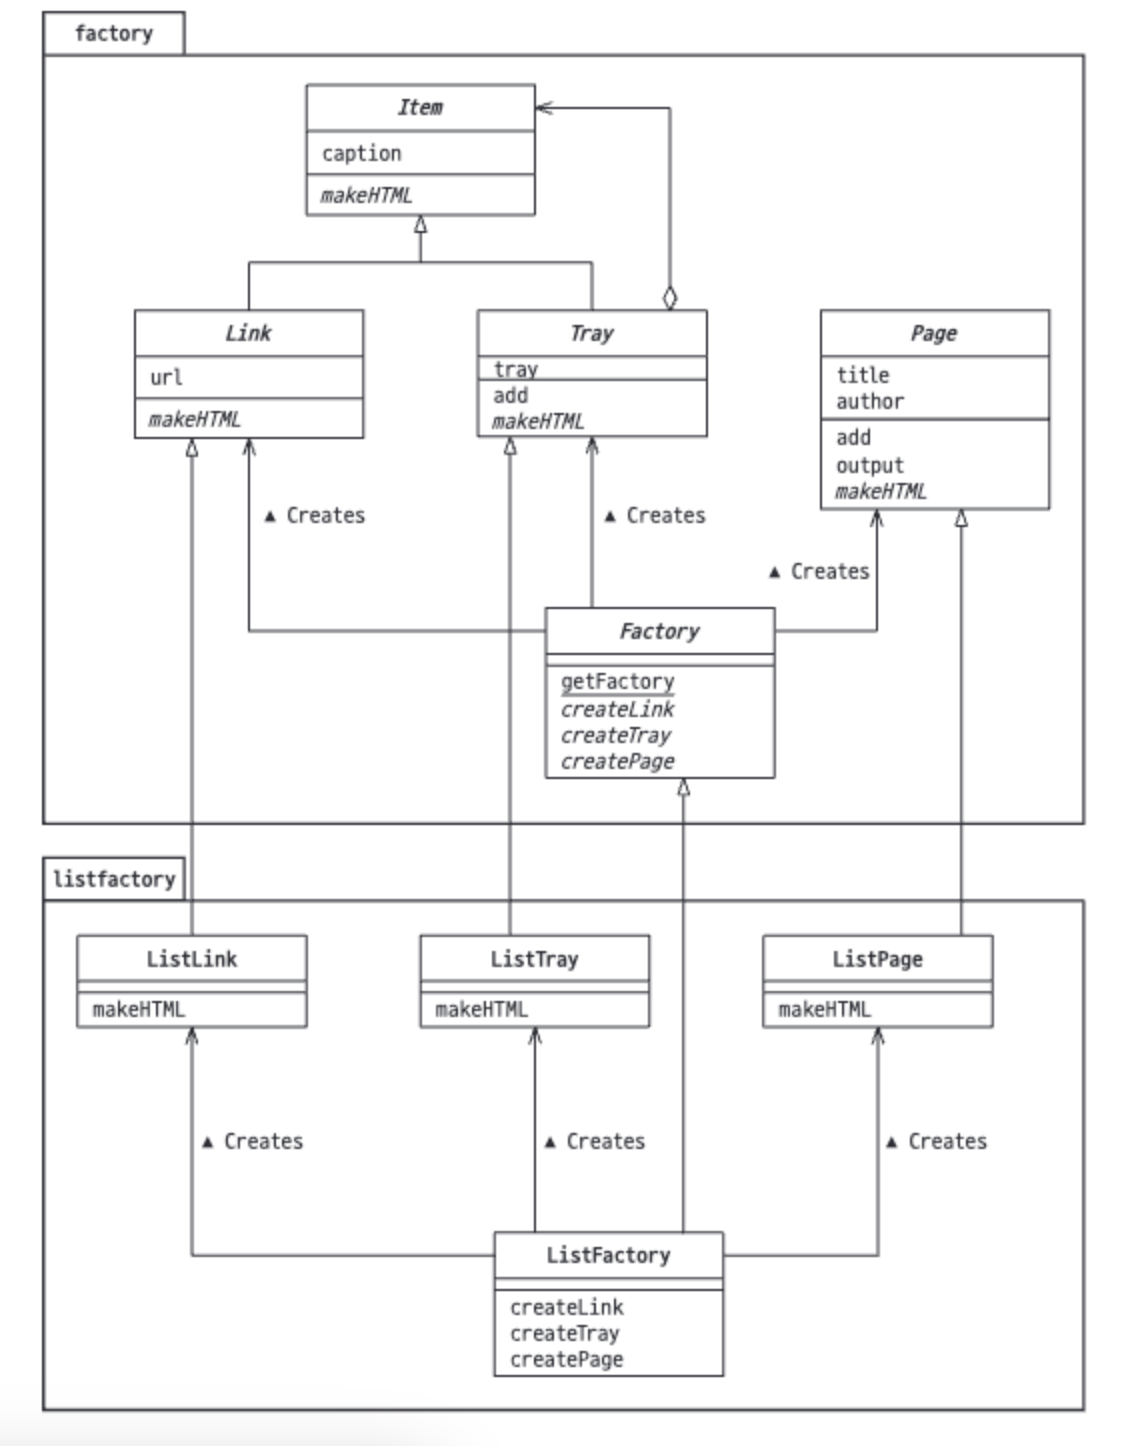 factory
Item
caption
makeHTML
Link
url
makeHTML
Tray
tray
add
makeHTML
Page
title
author
add
output
makeHTML
▲ Creates
▲ Creates
▲ Creates
Factory
getFactory
createLink
createTray
createPage
listfactory
ListLink
makeHTML
ListTray
makeHTML
ListPage
makeHTML
▲ Creates
▲ Creates
▲ Creates
ListFactory
createLink
createTray
createPage